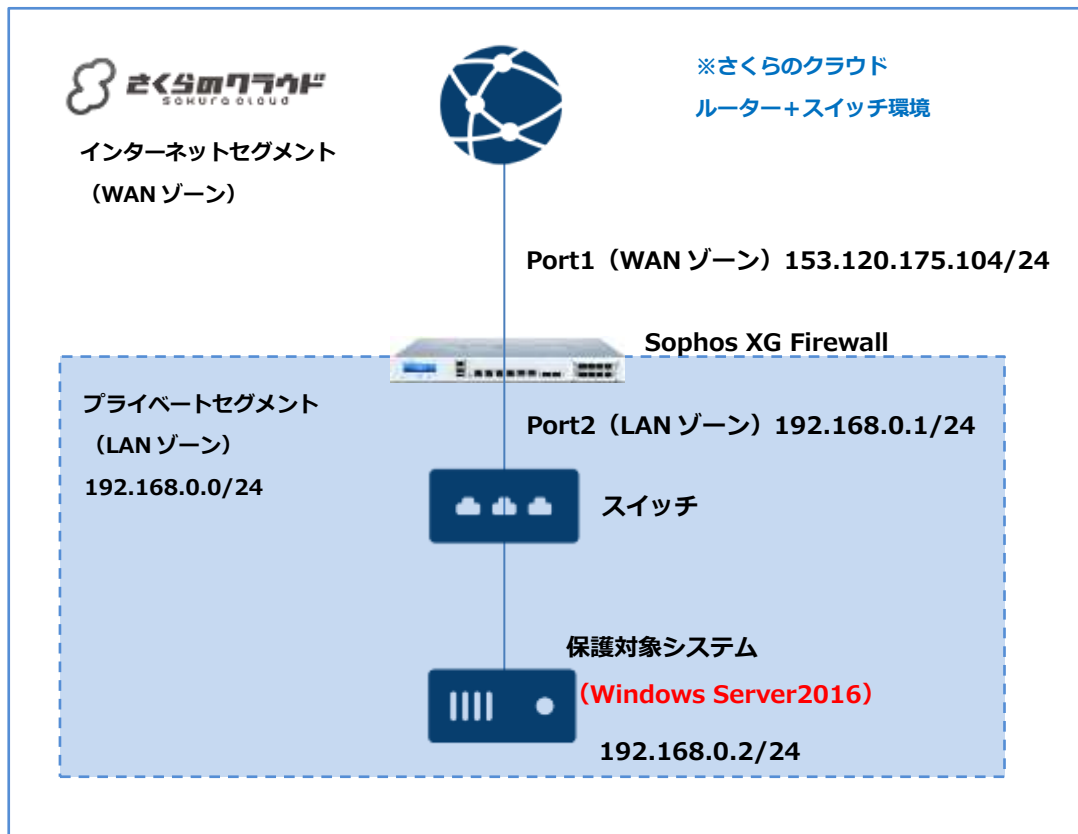 さくらのクラウド
SAKURA CLOUD
※さくらのクラウド
ルーター＋スイッチ環境
インターネットセグメント
（WAN ゾーン）
Port1（WAN ゾーン）153.120.175.104/24
Sophos XG Firewall
プライベートセグメント
（LAN ゾーン）
192.168.0.0/24
Port2（LAN ゾーン）192.168.0.1/24
スイッチ
保護対象システム
（Windows Server2016）
192.168.0.2/24